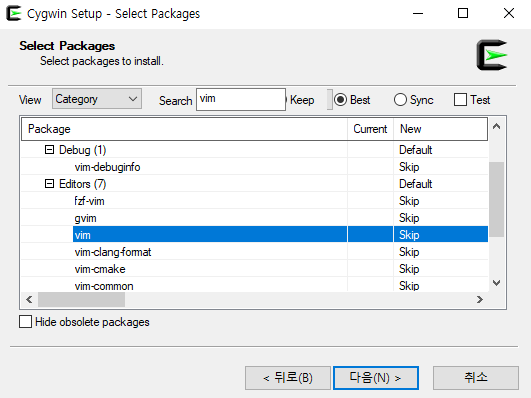 Cygwin Setup - Select Packages
Select Packages
Select packages to install.
View Category Search vim Keep Best Sync Test
Package Current New
Debug (1) Default
vim-debuginfo Skip
Editors (7) Default
fzf-vim Skip
gvim Skip
vim Skip
vim-clang-format Skip
vim-cmake Skip
vim-common Skip
Hide obsolete packages
< 뒤로(B) 다음(N) > 취소